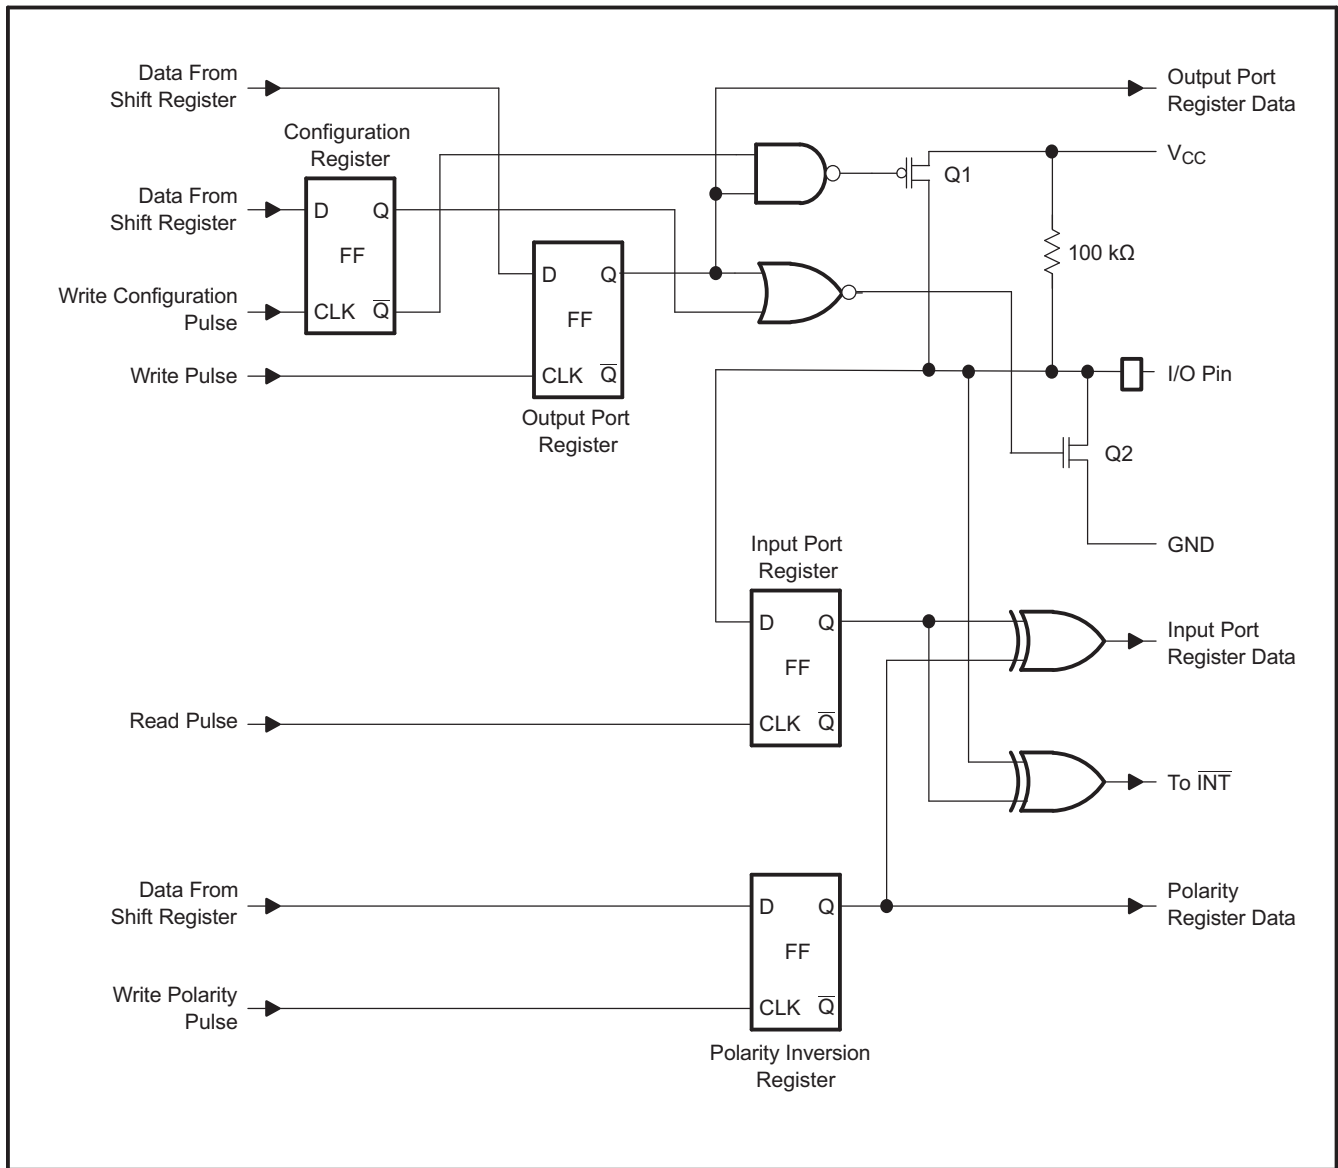 Data From
Shift Register
Output Port
Register Data
Configuration
Register
VCC
Q1
Data From
Shift Register
D
Q
FF
Write Configuration
Pulse
CLK
Q̅
100 kΩ
D
Q
FF
Write Pulse
CLK
Q̅
I/O Pin
Output Port
Register
Q2
GND
Input Port
Register
D
Q
FF
Input Port
Register Data
Read Pulse
CLK
Q̅
To I̅N̅T̅
Data From
Shift Register
D
Q
FF
Polarity
Register Data
Write Polarity
Pulse
CLK
Q̅
Polarity Inversion
Register